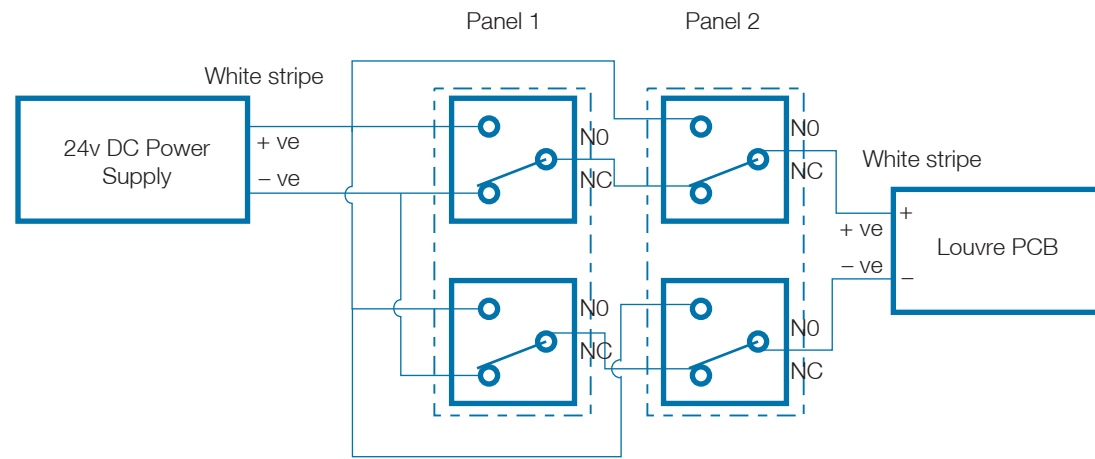 Panel 1
Panel 2
White stripe
24v DC Power
Supply
+ ve
– ve
N0
NC
N0
NC
White stripe
+
+ ve
Louvre PCB
– ve
–
N0
NC
N0
NC